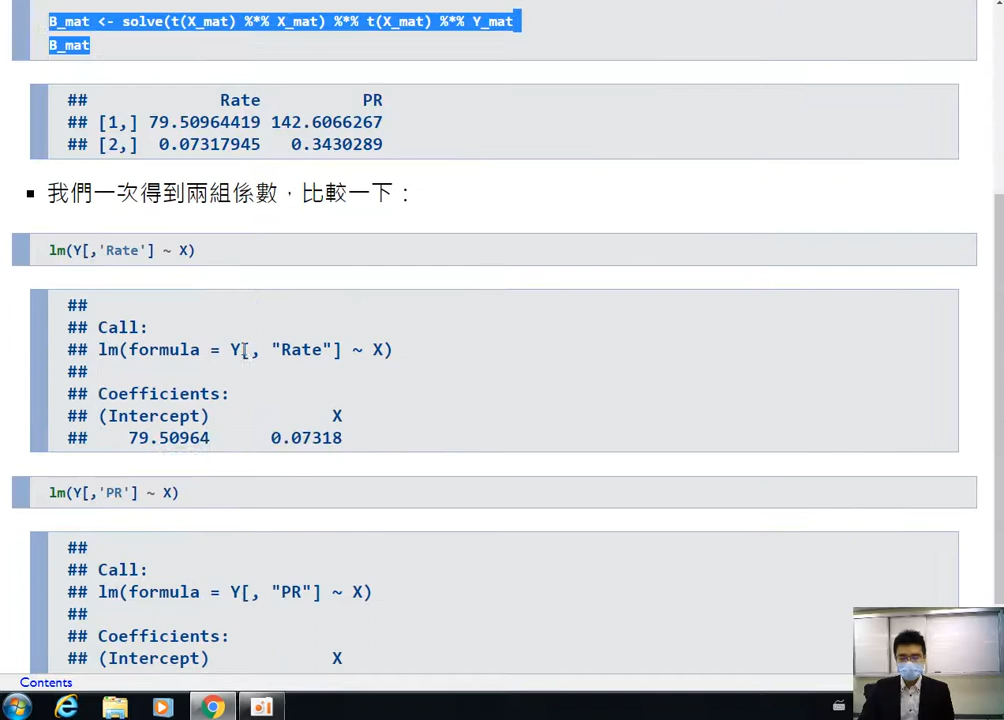 B_mat <- solve(t(X_mat) %*% X_mat) %*% t(X_mat) %*% Y_mat
B_mat
## Rate PR
## [1,] 79.50964419 142.6066267
## [2,] 0.07317945 0.3430289
▪ 我們一次得到兩組係數，比較一下：
lm(Y[,'Rate'] ~ X)
##
## Call:
## lm(formula = Y[, "Rate"] ~ X)
##
## Coefficients:
## (Intercept) X
## 79.50964 0.07318
lm(Y[,'PR'] ~ X)
##
## Call:
## lm(formula = Y[, "PR"] ~ X)
##
## Coefficients:
## (Intercept) X
Contents